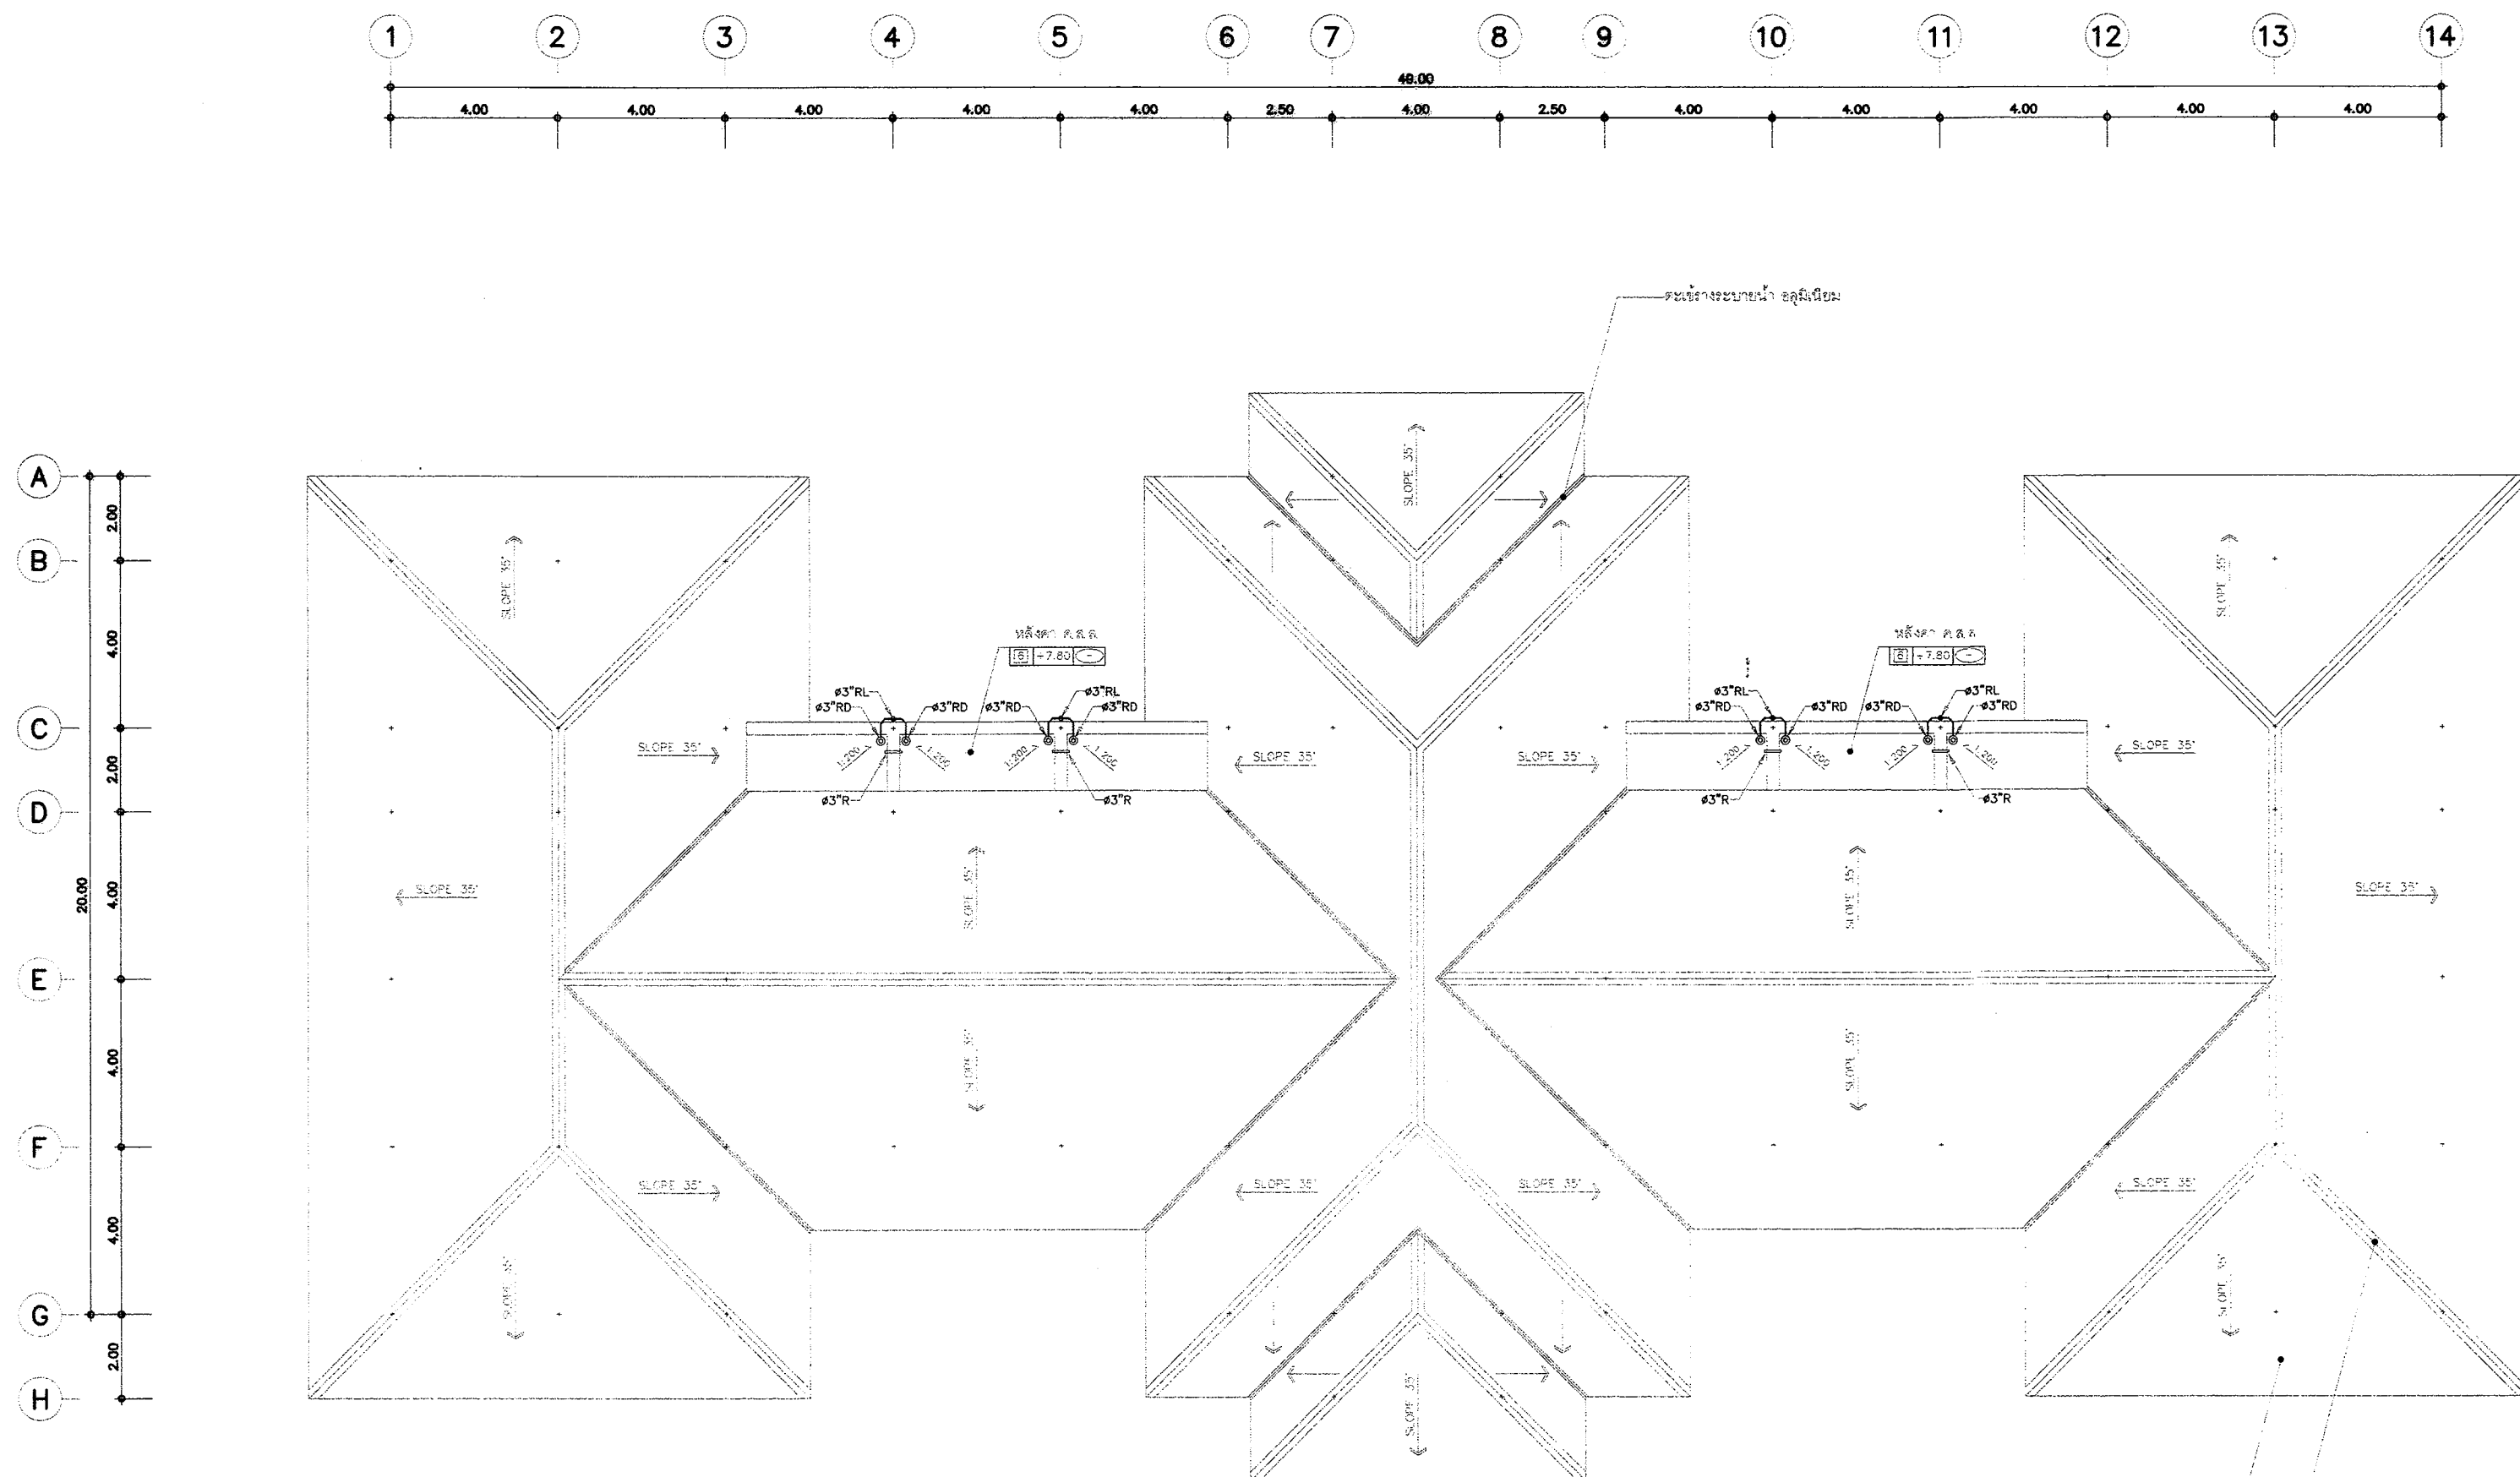 1 2 3 4 5 6 7 8 9 10 11 12 13 14
49.00
4.00 4.00 4.00 4.00 4.00 2.50 4.00 2.50 4.00 4.00 4.00 4.00 4.00
ตะเข้รางระบายน้ำ อลูมิเนียม
A
2.00
SLOPE 35°
B
SLOPE 35°
SLOPE 35°
4.00
หลังคา ค.ส.ล.
6 +7.80 -
หลังคา ค.ส.ล.
6 +7.80 -
ø3"RL ø3"RL ø3"RL ø3"RL
ø3"RD ø3"RD ø3"RD ø3"RD ø3"RD ø3"RD ø3"RD ø3"RD
C
SLOPE 35° 1:200 1:200 1:200 1:200 SLOPE 35° SLOPE 35° 1:200 1:200 1:200 1:200 SLOPE 35°
2.00
ø3"R ø3"R ø3"R ø3"R
D
SLOPE 35° SLOPE 35° SLOPE 35° SLOPE 35°
20.00
4.00
E
4.00
SLOPE 35° SLOPE 35°
F
SLOPE 35° SLOPE 35° SLOPE 35° SLOPE 35°
4.00
SLOPE 35° SLOPE 35°
G
2.00
H
SLOPE 35°